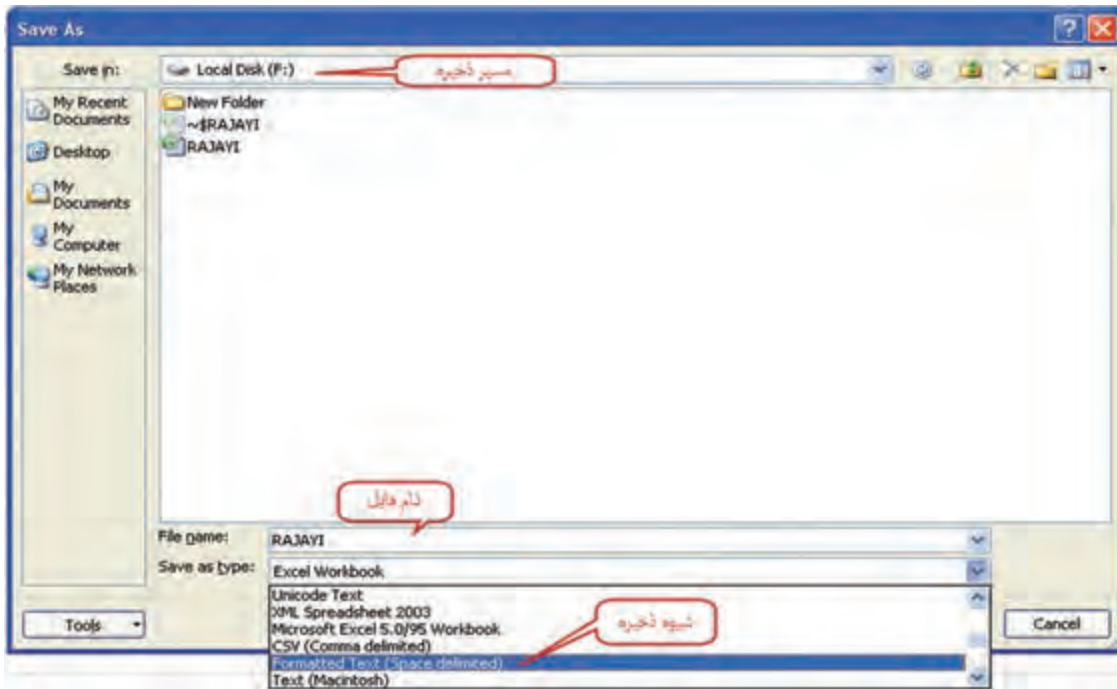 Save As
Save in:
Local Disk (F:)
مسیر ذخیره
My Recent Documents
Desktop
My Documents
My Computer
My Network Places
New Folder
~$RAJAYI
RAJAYI
نام فایل
File name:
RAJAYI
Save as type:
Excel Workbook
Unicode Text
XML Spreadsheet 2003
Microsoft Excel 5.0/95 Workbook
CSV (Comma delimited)
Formatted Text (Space delimited)
Text (Macintosh)
شیوه ذخیره
Tools
Cancel